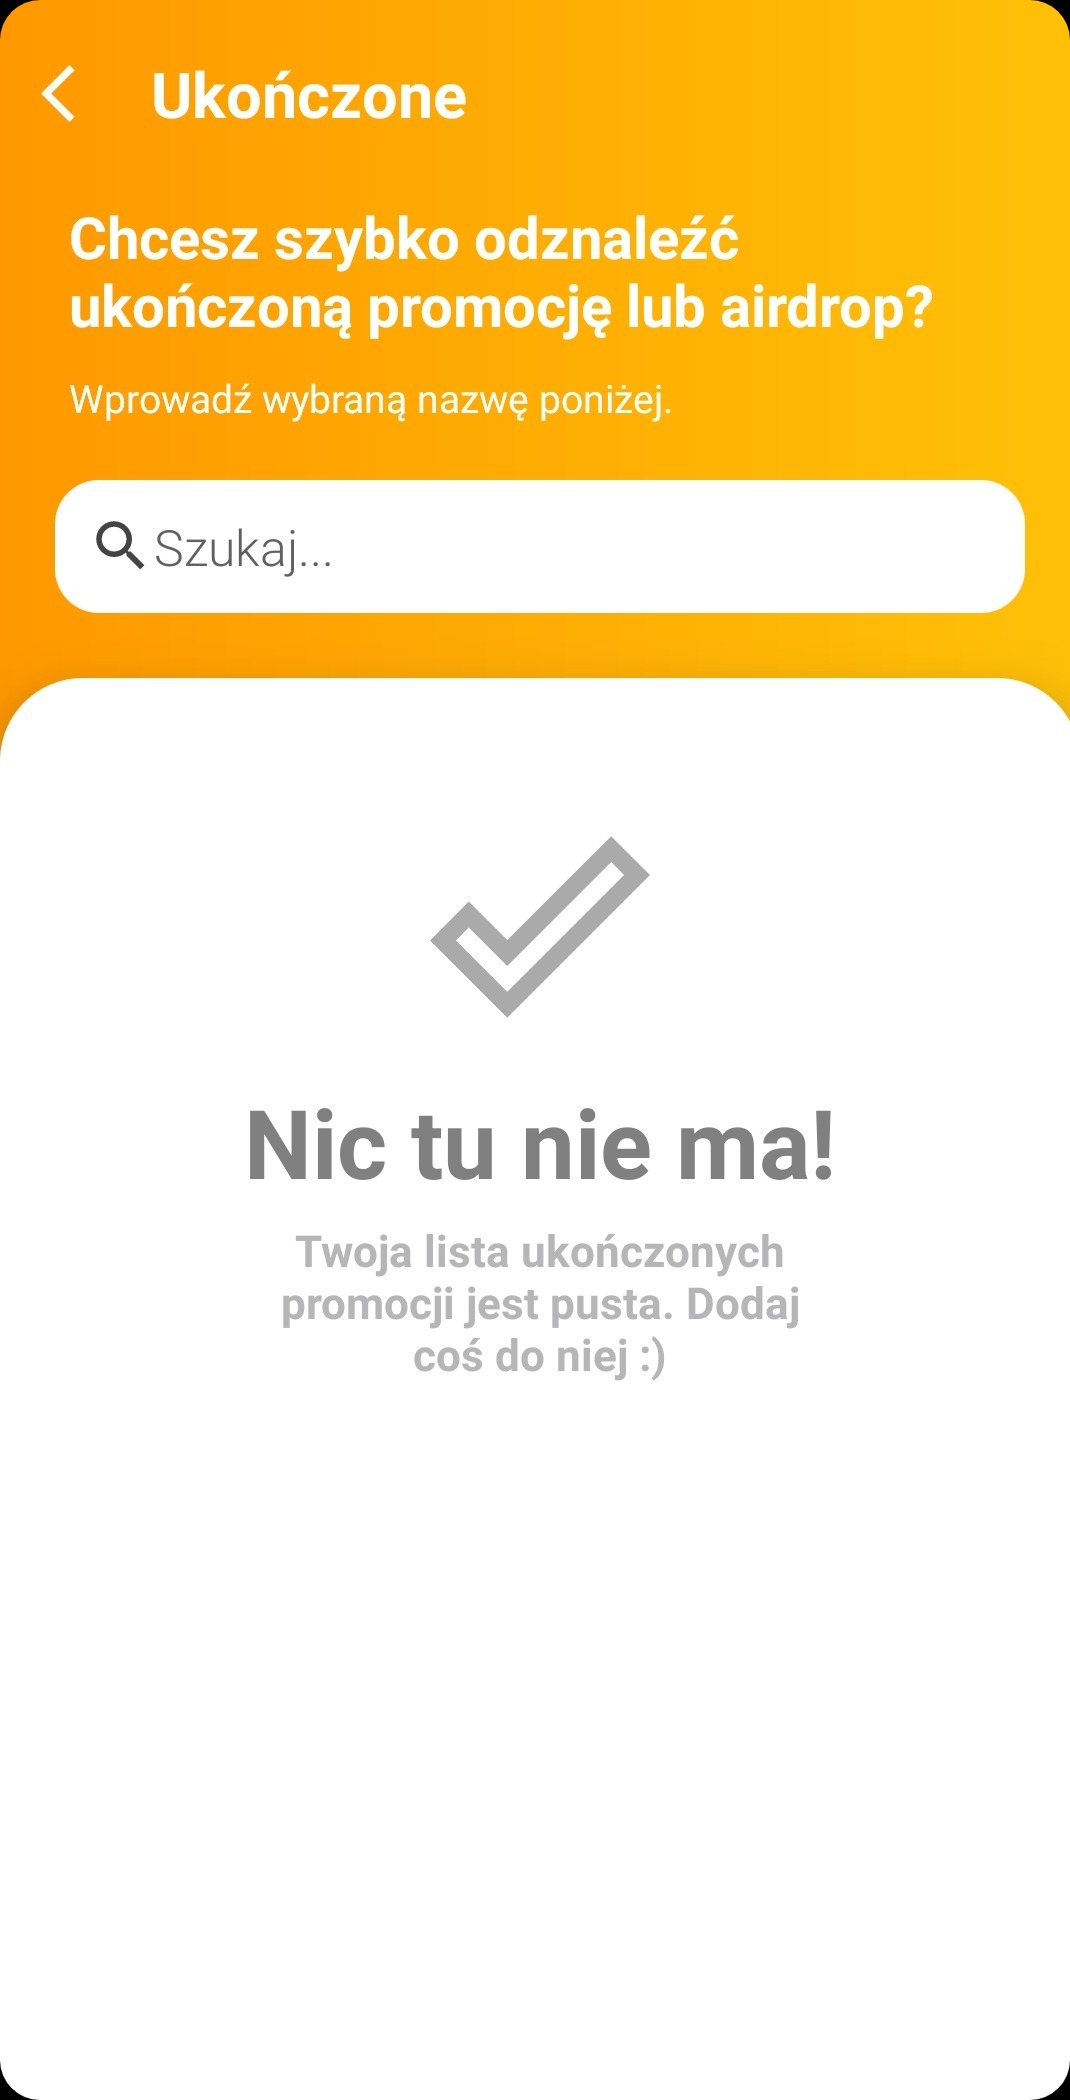 Ukończone
Chcesz szybko odznaleźć
ukończoną promocję lub airdrop?
Wprowadź wybraną nazwę poniżej.
Szukaj...
Nic tu nie ma!
Twoja lista ukończonych
promocji jest pusta. Dodaj
coś do niej :)